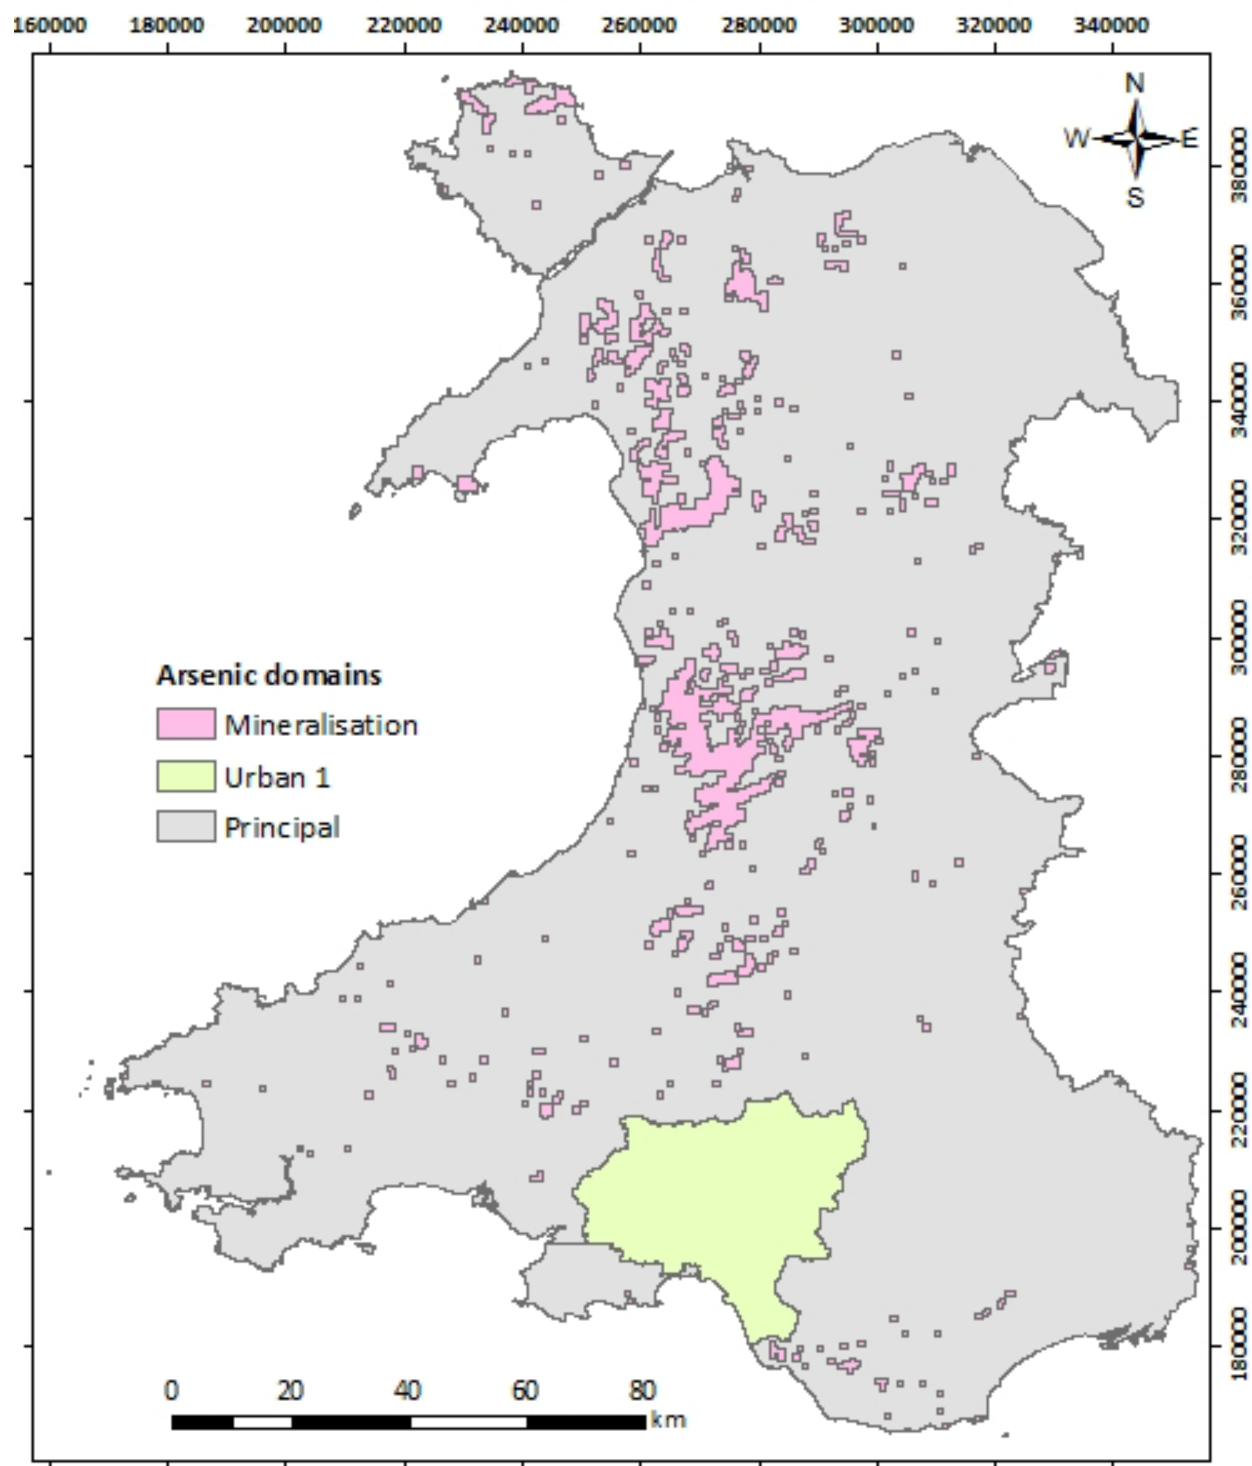 160000 180000 200000 220000 240000 260000 280000 300000 320000 340000
N
W E
S
380000
360000
340000
320000
300000
280000
260000
240000
220000
200000
180000
Arsenic domains
Mineralisation
Urban 1
Principal
0 20 40 60 80
km